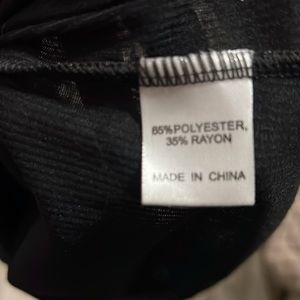 65%POLYESTER,
35% RAYON
MADE IN CHINA